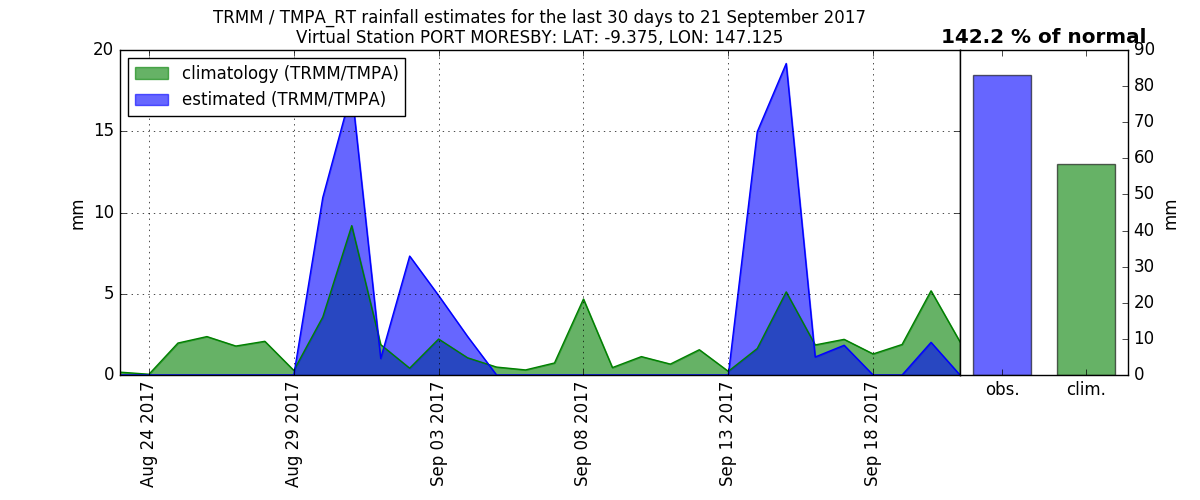 TRMM / TMPA_RT rainfall estimates for the last 30 days to 21 September 2017
Virtual Station PORT MORESBY: LAT: -9.375, LON: 147.125
142.2 % of normal
climatology (TRMM/TMPA)
estimated (TRMM/TMPA)
20
15
10
5
0
mm
Aug 24 2017
Aug 29 2017
Sep 03 2017
Sep 08 2017
Sep 13 2017
Sep 18 2017
90
80
70
60
50
40
30
20
10
0
mm
obs.
clim.